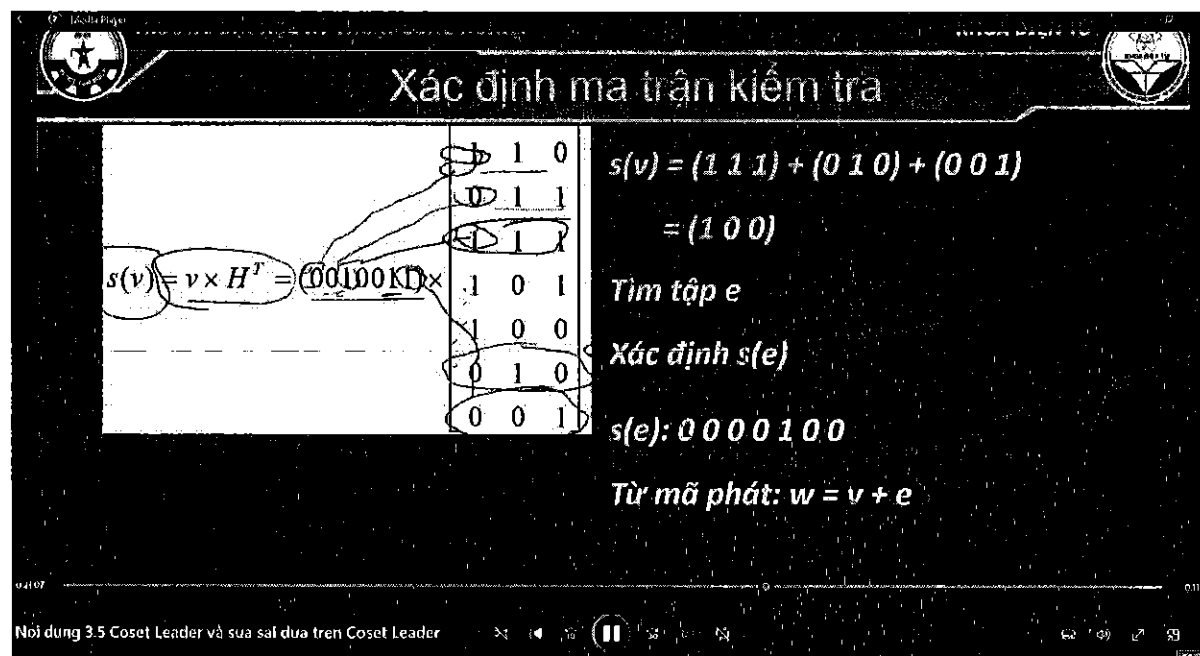 Media Player
Xác định ma trận kiểm tra
s(v) = v × H^T = (0010011) ×
1 1 0
0 1 1
1 1 1
1 0 1
1 0 0
0 1 0
0 0 1
s(v) = (1 1 1) + (0 1 0) + (0 0 1)
= (1 0 0)
Tìm tập e
Xác định s(e)
s(e): 0 0 0 0 1 0 0
Từ mã phát: w = v + e
Noi dung 3.5 Coset Leader và sua sai dua tren Coset Leader